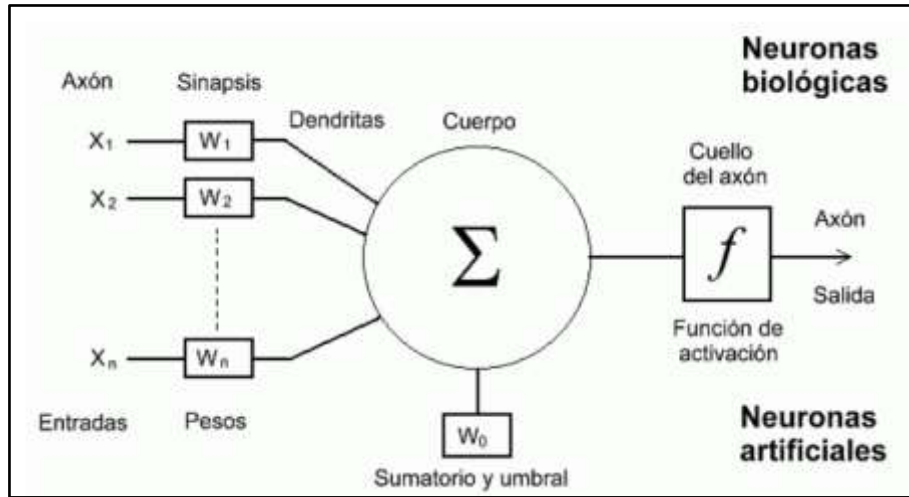 Neuronas
biológicas
Axón
Sinapsis
Dendritas
Cuerpo
Cuello
del axón
X1
W1
X2
W2
Σ
f
Axón
Salida
Función de
activación
Xn
Wn
Entradas
Pesos
W0
Sumatorio y umbral
Neuronas
artificiales